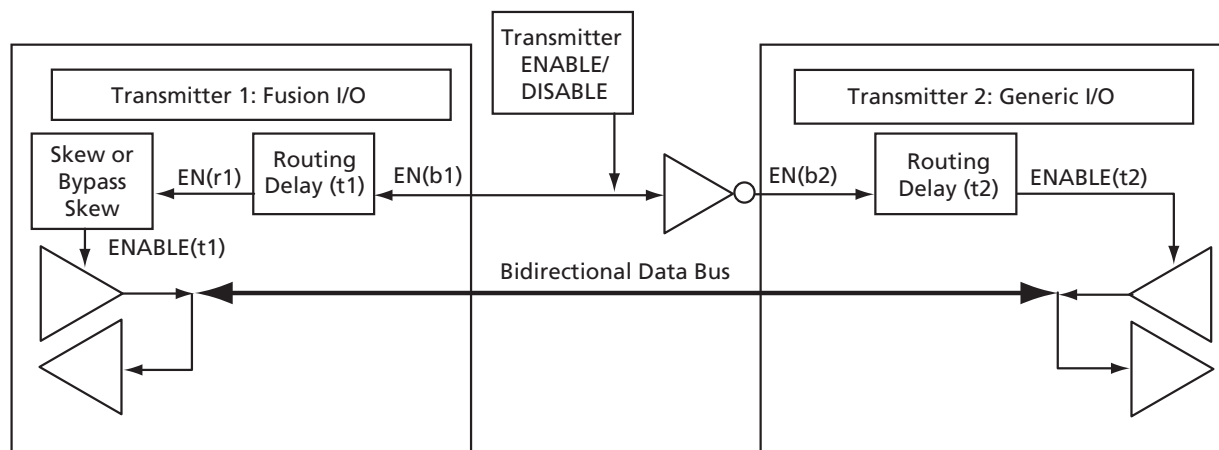 Transmitter
ENABLE/
DISABLE
Transmitter 1: Fusion I/O
Transmitter 2: Generic I/O
Skew or
Bypass
Skew
EN(r1)
Routing
Delay (t1)
EN(b1)
EN(b2)
Routing
Delay (t2)
ENABLE(t2)
ENABLE(t1)
Bidirectional Data Bus